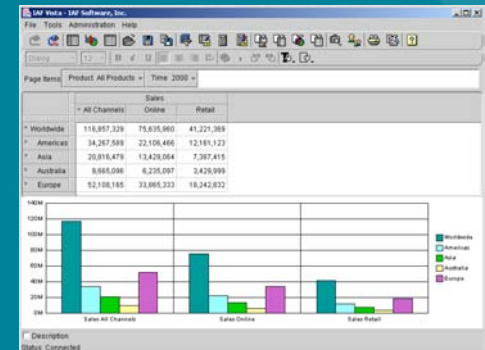 IAF Vista - IAF Software, Inc.
File Tools Administration Help
Dialog 12 B
Page Items Product: All Products Time: 2000
Sales
All Channels Online Retail
Worldwide 116,857,329 75,635,960 41,221,369
Americas 34,267,589 22,106,466 12,161,123
Asia 20,816,479 13,429,064 7,387,415
Australia 9,665,096 6,235,097 3,429,999
Europe 52,108,165 33,865,333 18,242,832
140M
120M
100M
80M
60M
40M
20M
0M
Sales All Channels Sales Online Sales Retail
Worldwide
Americas
Asia
Australia
Europe
Description
Status: Connected